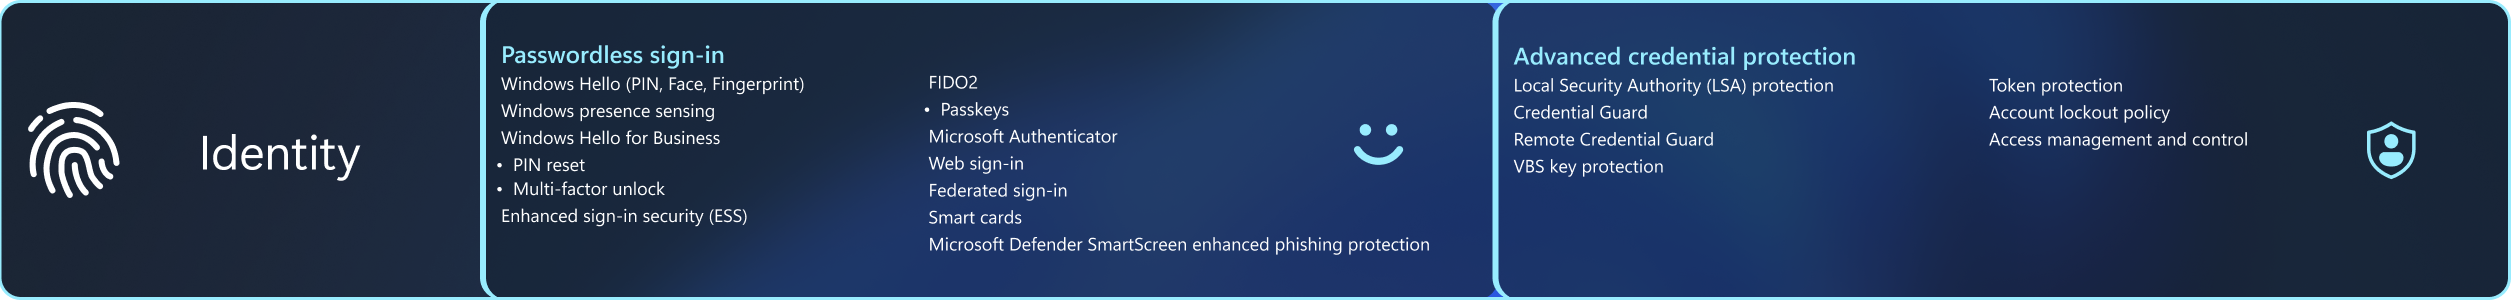 Identity
Passwordless sign-in
Windows Hello (PIN, Face, Fingerprint)
Windows presence sensing
Windows Hello for Business
• PIN reset
• Multi-factor unlock
Enhanced sign-in security (ESS)
FIDO2
• Passkeys
Microsoft Authenticator
Web sign-in
Federated sign-in
Smart cards
Microsoft Defender SmartScreen enhanced phishing protection
Advanced credential protection
Local Security Authority (LSA) protection
Credential Guard
Remote Credential Guard
VBS key protection
Token protection
Account lockout policy
Access management and control